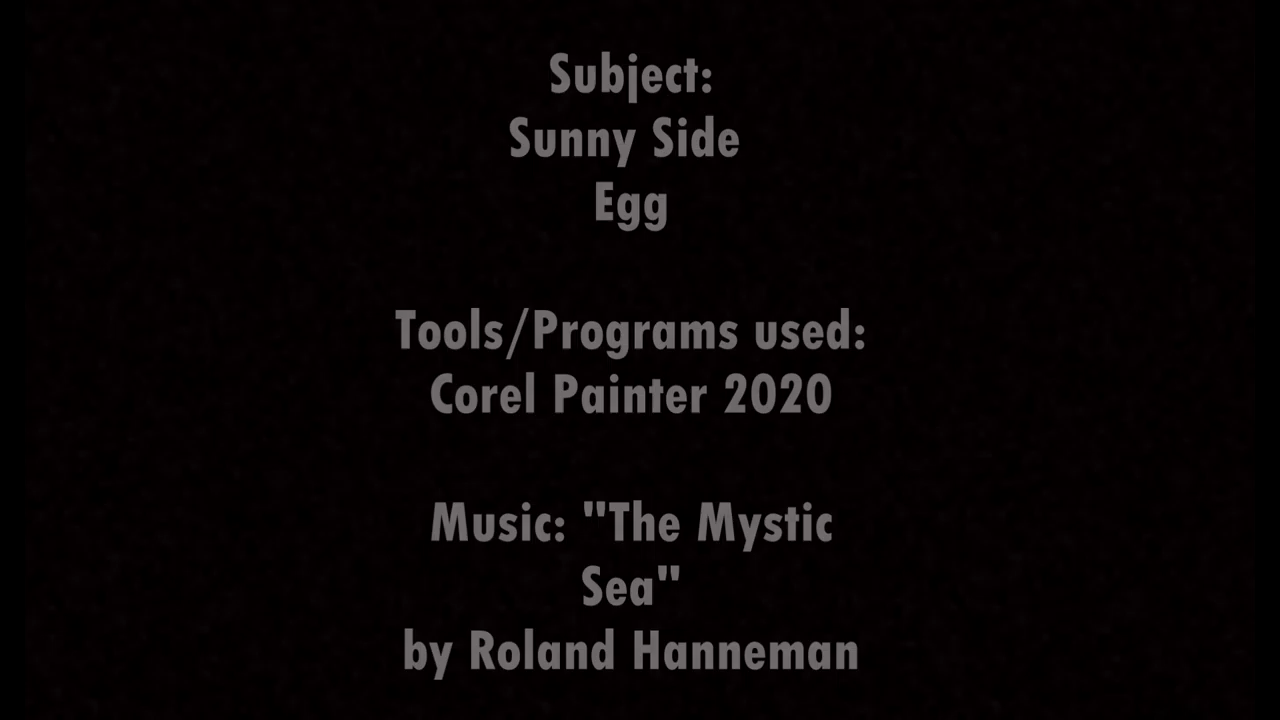 Subject:
Sunny Side
Egg
Tools/Programs used:
Corel Painter 2020
Music: "The Mystic
Sea"
by Roland Hanneman